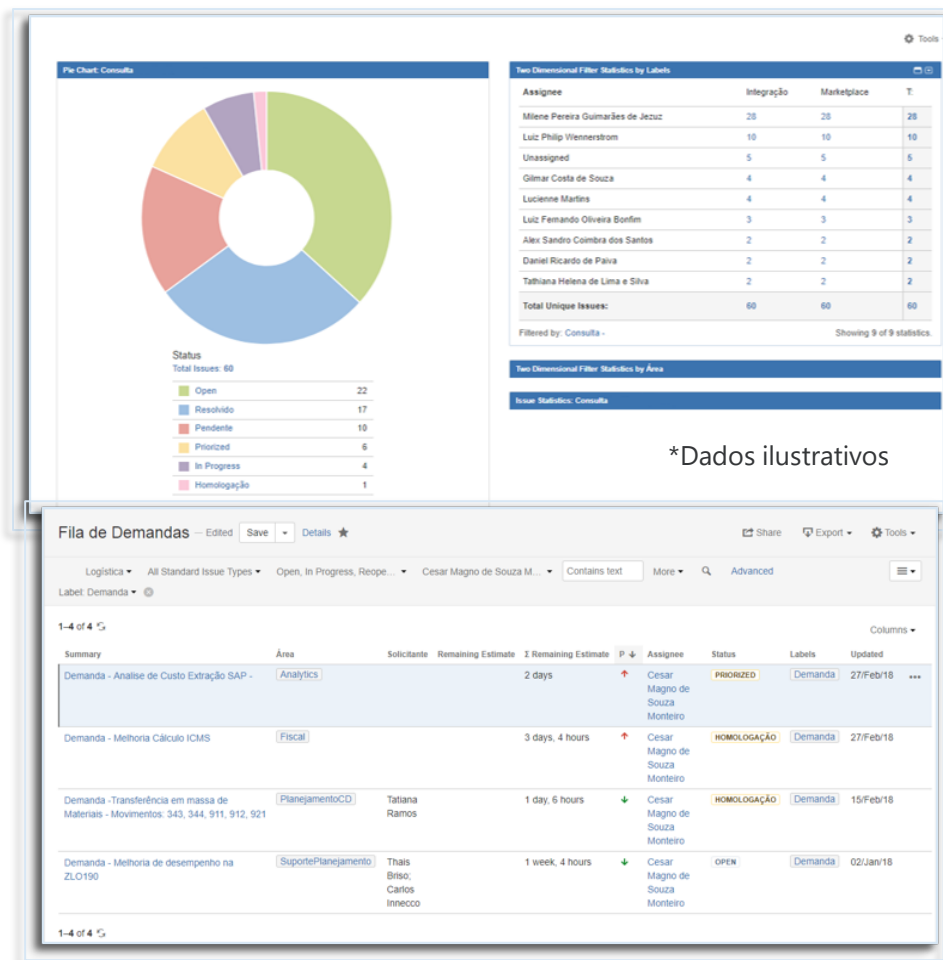 Tools
Pie Chart: Consulta
Status
Total Issues: 60
Open 22
Resolvido 17
Pendente 10
Priorized 6
In Progress 4
Homologação 1
Two Dimensional Filter Statistics by Labels
Assignee Integração Marketplace T:
Milene Pereira Guimarães de Jezuz 28 28 28
Luiz Philip Wennerstrom 10 10 10
Unassigned 5 5 5
Gilmar Costa de Souza 4 4 4
Lucienne Martins 4 4 4
Luiz Fernando Oliveira Bonfim 3 3 3
Alex Sandro Coimbra dos Santos 2 2 2
Daniel Ricardo de Paiva 2 2 2
Tathiana Helena de Lima e Silva 2 2 2
Total Unique Issues: 60 60 60
Filtered by: Consulta - Showing 9 of 9 statistics.
Two Dimensional Filter Statistics by Área
Issue Statistics: Consulta
*Dados ilustrativos
Fila de Demandas — Edited Save Details Share Export Tools
Logística All Standard Issue Types Open, In Progress, Reope... Cesar Magno de Souza M... Contains text More Advanced
Label: Demanda
1–4 of 4
Columns
Summary Área Solicitante Remaining Estimate Σ Remaining Estimate P Assignee Status Labels Updated
Demanda - Analise de Custo Extração SAP - Analytics 2 days Cesar PRIORIZED Demanda 27/Feb/18 •••
Magno de
Souza
Monteiro
Demanda - Melhoria Cálculo ICMS Fiscal 3 days, 4 hours Cesar HOMOLOGAÇÃO Demanda 27/Feb/18
Magno de
Souza
Monteiro
Demanda -Transferência em massa de PlanejamentoCD Tatiana 1 day, 6 hours Cesar HOMOLOGAÇÃO Demanda 15/Feb/18
Materiais - Movimentos: 343, 344, 911, 912, 921 Ramos Magno de
Souza
Monteiro
Demanda - Melhoria de desempenho na SuportePlanejamento Thais 1 week, 4 hours Cesar OPEN Demanda 02/Jan/18
ZLO190 Briso; Magno de
Carlos Souza
Innecco Monteiro
1–4 of 4